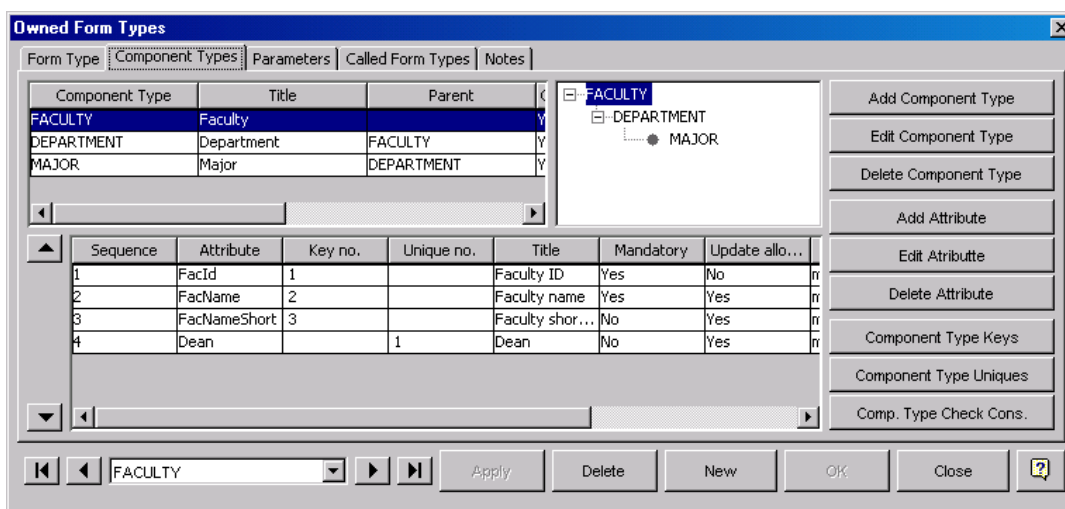 Owned Form Types
Form Type Component Types Parameters Called Form Types Notes
Component Type Title Parent
FACULTY Faculty Y
DEPARTMENT Department FACULTY Y
MAJOR Major DEPARTMENT Y
FACULTY
DEPARTMENT
MAJOR
Add Component Type
Edit Component Type
Delete Component Type
Add Attribute
Edit Atributte
Delete Attribute
Component Type Keys
Component Type Uniques
Comp. Type Check Cons.
Sequence Attribute Key no. Unique no. Title Mandatory Update allo...
1 FacId 1 Faculty ID Yes No
2 FacName 2 Faculty name Yes Yes
3 FacNameShort 3 Faculty shor... No Yes
4 Dean 1 Dean No Yes
FACULTY Apply Delete New OK Close